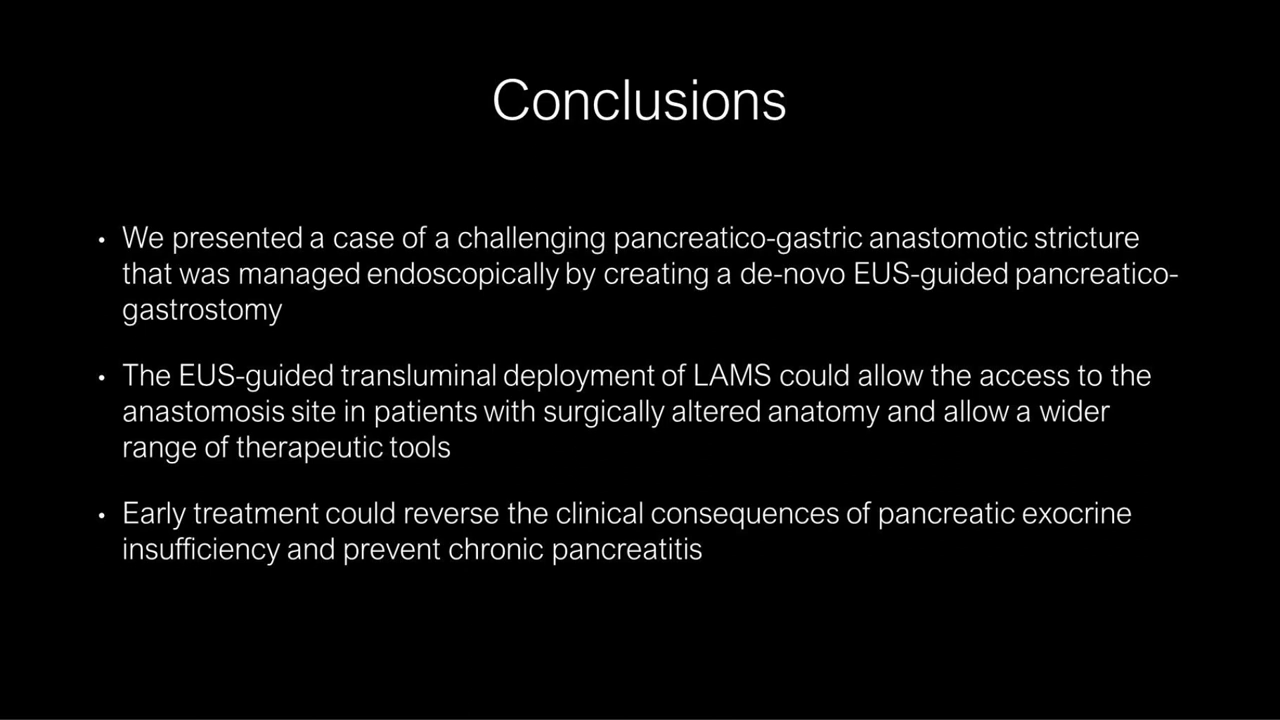 Conclusions
• We presented a case of a challenging pancreatico-gastric anastomotic stricture
that was managed endoscopically by creating a de-novo EUS-guided pancreatico-
gastrostomy
• The EUS-guided transluminal deployment of LAMS could allow the access to the
anastomosis site in patients with surgically altered anatomy and allow a wider
range of therapeutic tools
• Early treatment could reverse the clinical consequences of pancreatic exocrine
insufficiency and prevent chronic pancreatitis